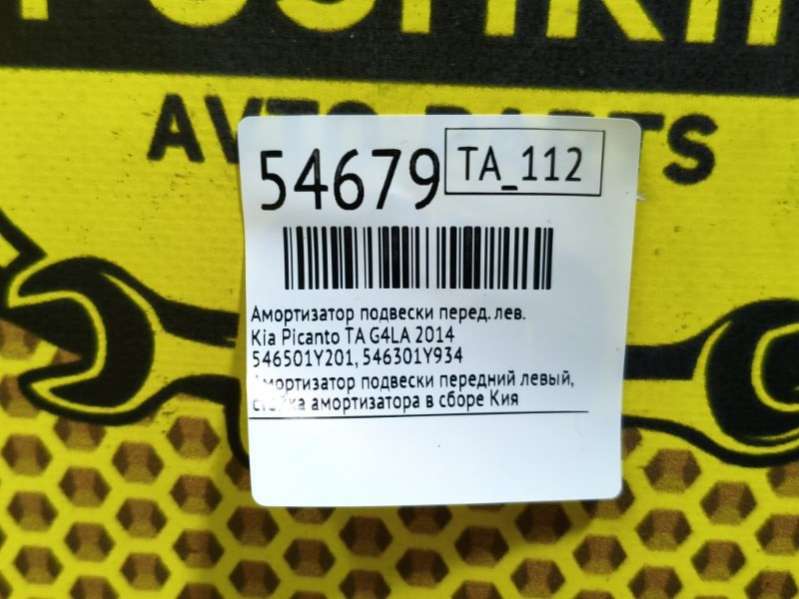 AVTO PARTS
54679
TA_112
Амортизатор подвески перед. лев.
Kia Picanto TA G4LA 2014
546501Y201, 546301Y934
Амортизатор подвески передний левый,
стойка амортизатора в сборе Кия